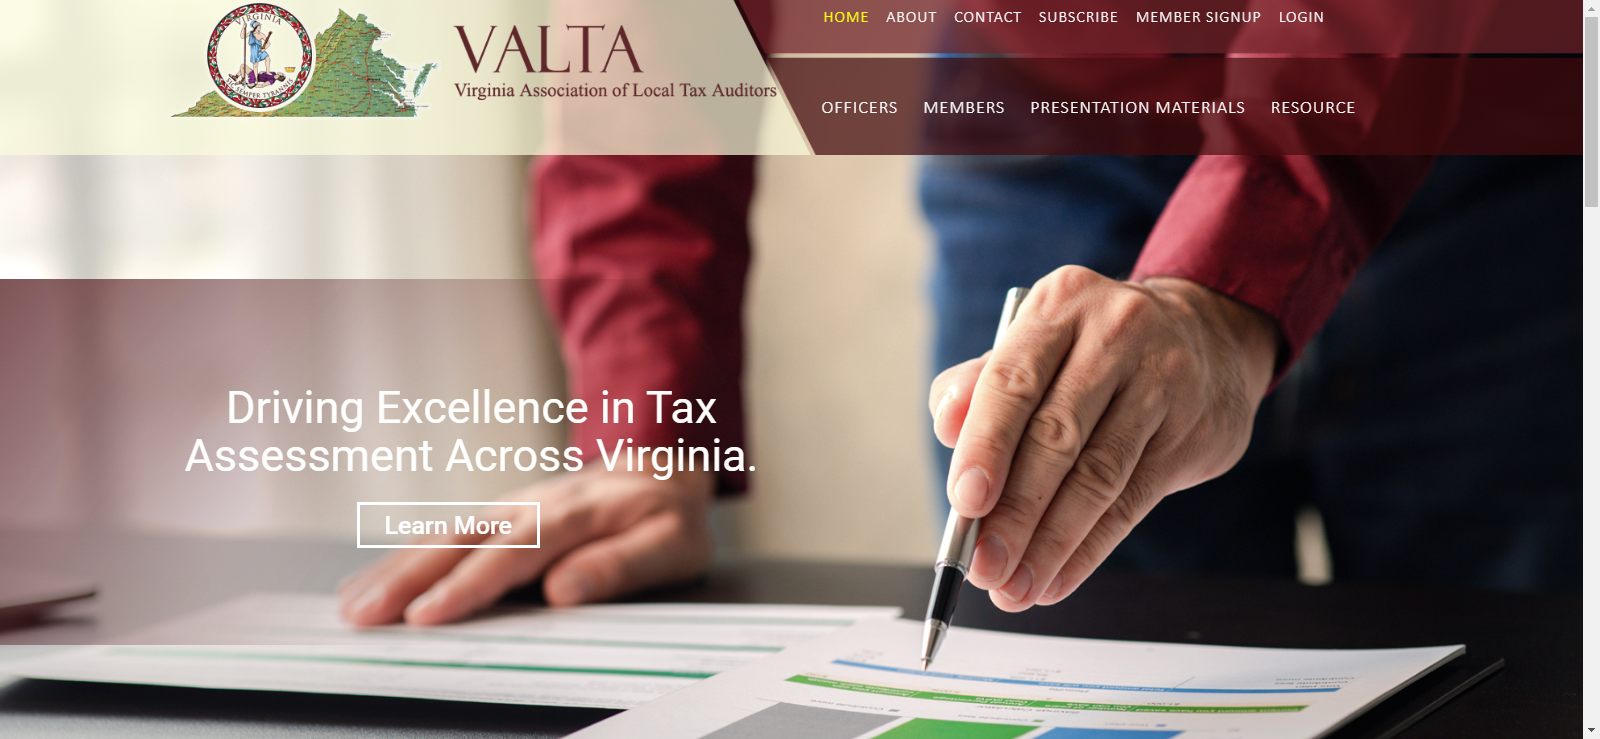 VIRGINIA
SIC SEMPER TYRANNIS
VALTA
Virginia Association of Local Tax Auditors
HOME ABOUT CONTACT SUBSCRIBE MEMBER SIGNUP LOGIN
OFFICERS MEMBERS PRESENTATION MATERIALS RESOURCE
Driving Excellence in Tax
Assessment Across Virginia.
Learn More